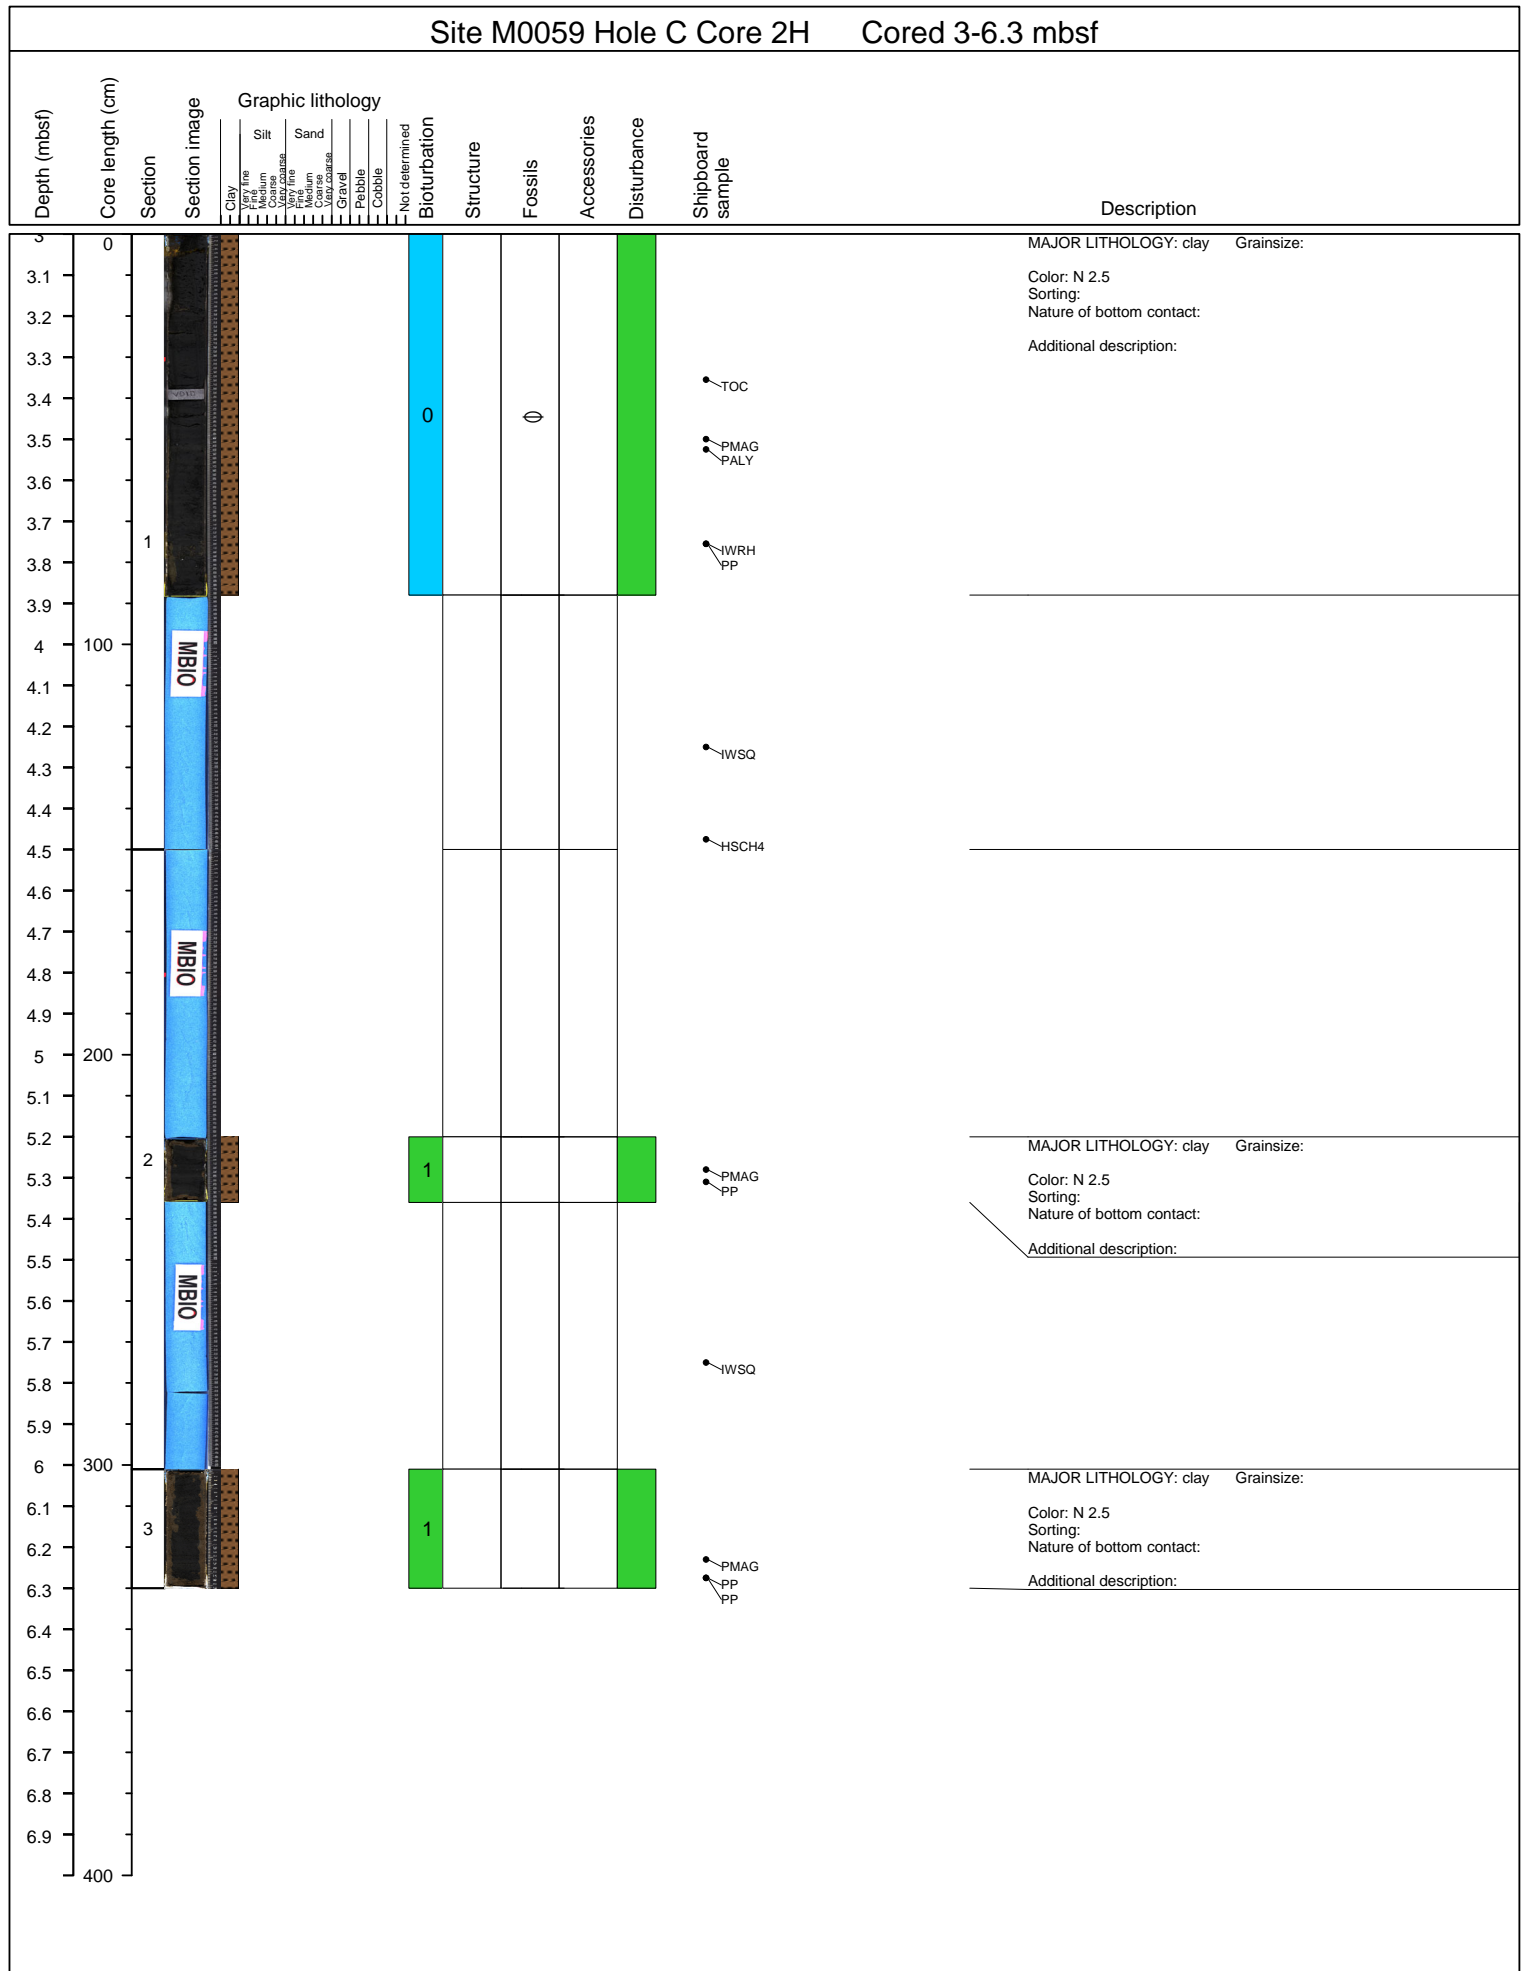 Site M0059 Hole C Core 2H Cored 3-6.3 mbsf
Depth (mbsf)
Core length (cm)
Section
Section image
Graphic lithology
Clay
Silt
Very fine
Fine
Medium
Coarse
Very coarse
Sand
Very fine
Fine
Medium
Coarse
Very coarse
Gravel
Pebble
Cobble
Not determined
Bioturbation
Structure
Fossils
Accessories
Disturbance
Shipboard
sample
Description
3
3.1
3.2
3.3
3.4
3.5
3.6
3.7
3.8
3.9
4
4.1
4.2
4.3
4.4
4.5
4.6
4.7
4.8
4.9
5
5.1
5.2
5.3
5.4
5.5
5.6
5.7
5.8
5.9
6
6.1
6.2
6.3
6.4
6.5
6.6
6.7
6.8
6.9
0
100
200
300
400
1
2
3
MBIO
MBIO
MBIO
0
1
1
TOC
PMAG
PALY
IWRH
PP
IWSQ
HSCH4
PMAG
PP
IWSQ
PMAG
PP
PP
MAJOR LITHOLOGY: clay Grainsize:
Color: N 2.5
Sorting:
Nature of bottom contact:
Additional description:
MAJOR LITHOLOGY: clay Grainsize:
Color: N 2.5
Sorting:
Nature of bottom contact:
Additional description:
MAJOR LITHOLOGY: clay Grainsize:
Color: N 2.5
Sorting:
Nature of bottom contact:
Additional description: